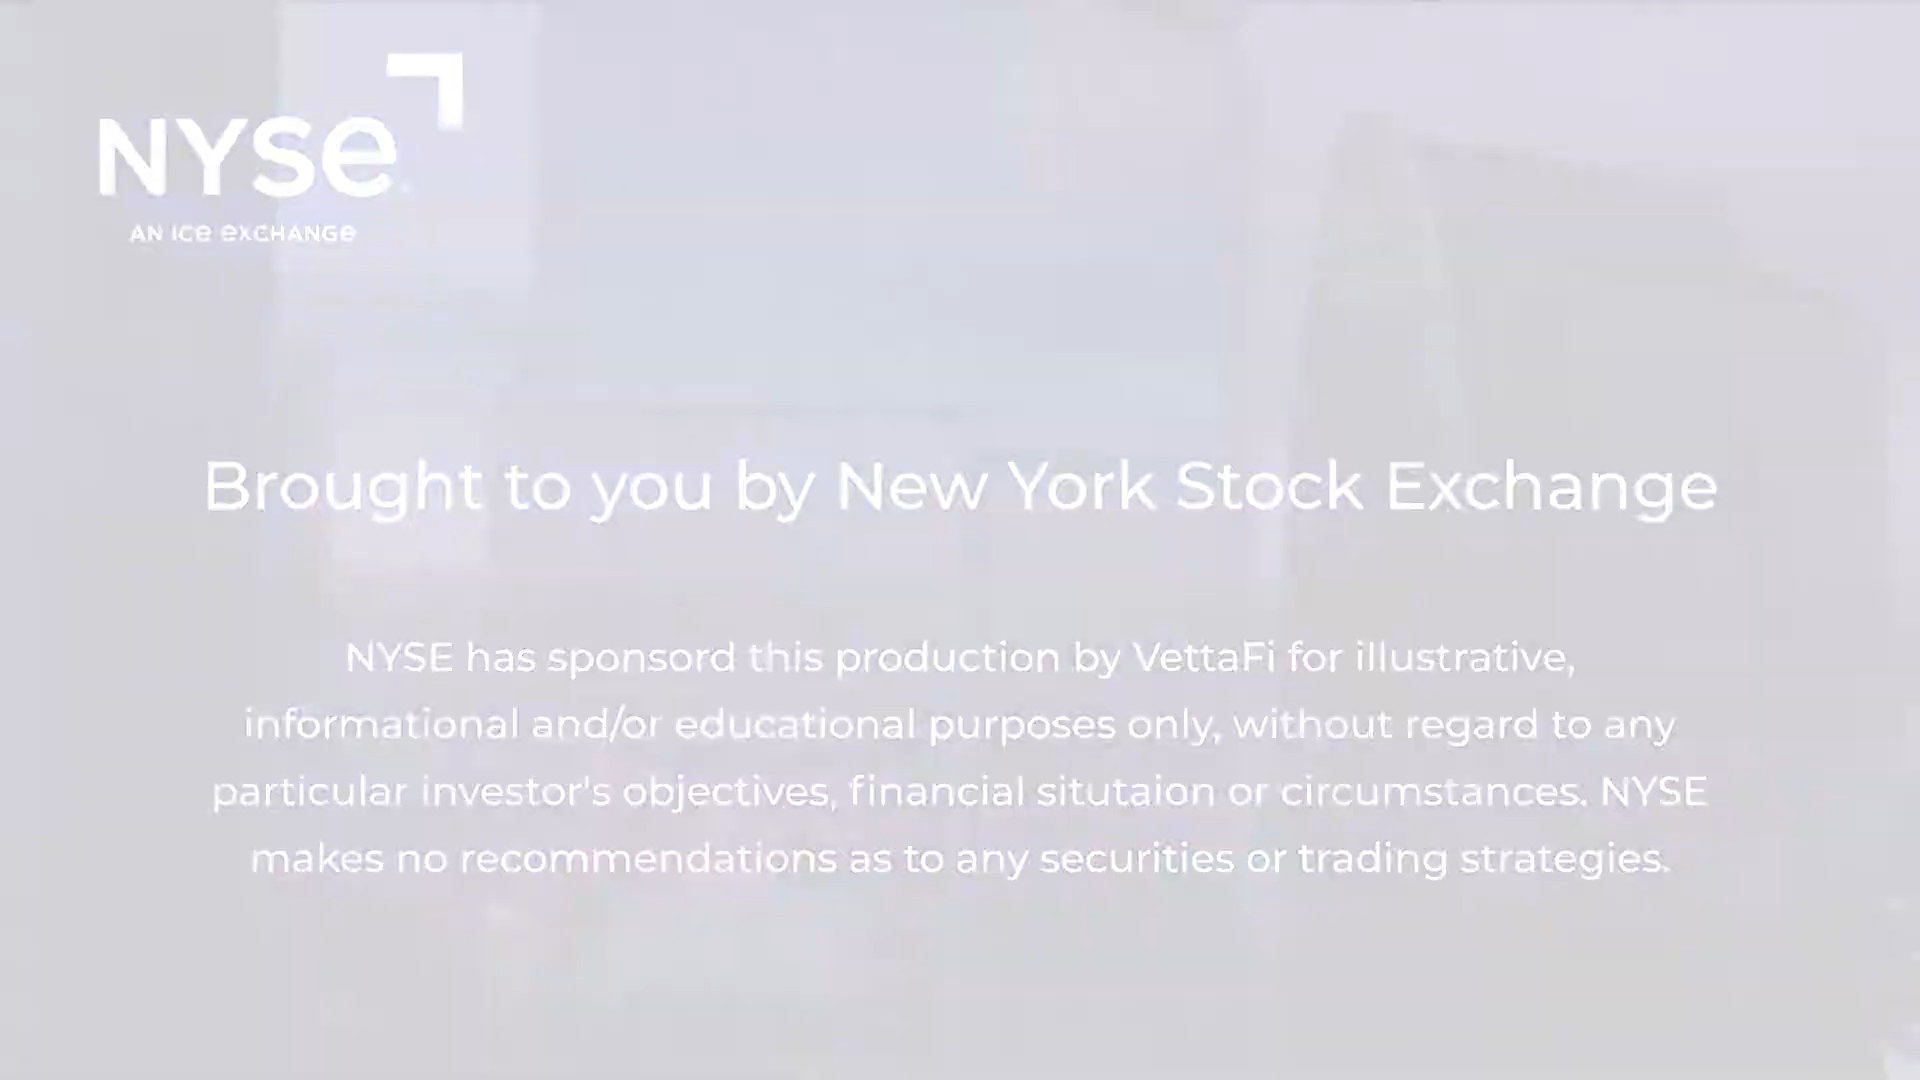 NYSE
AN ICE EXCHANGE
Brought to you by New York Stock Exchange
NYSE has sponsord this production by VettaFi for illustrative,
informational and/or educational purposes only, without regard to any
particular investor's objectives, financial situtaion or circumstances. NYSE
makes no recommendations as to any securities or trading strategies.